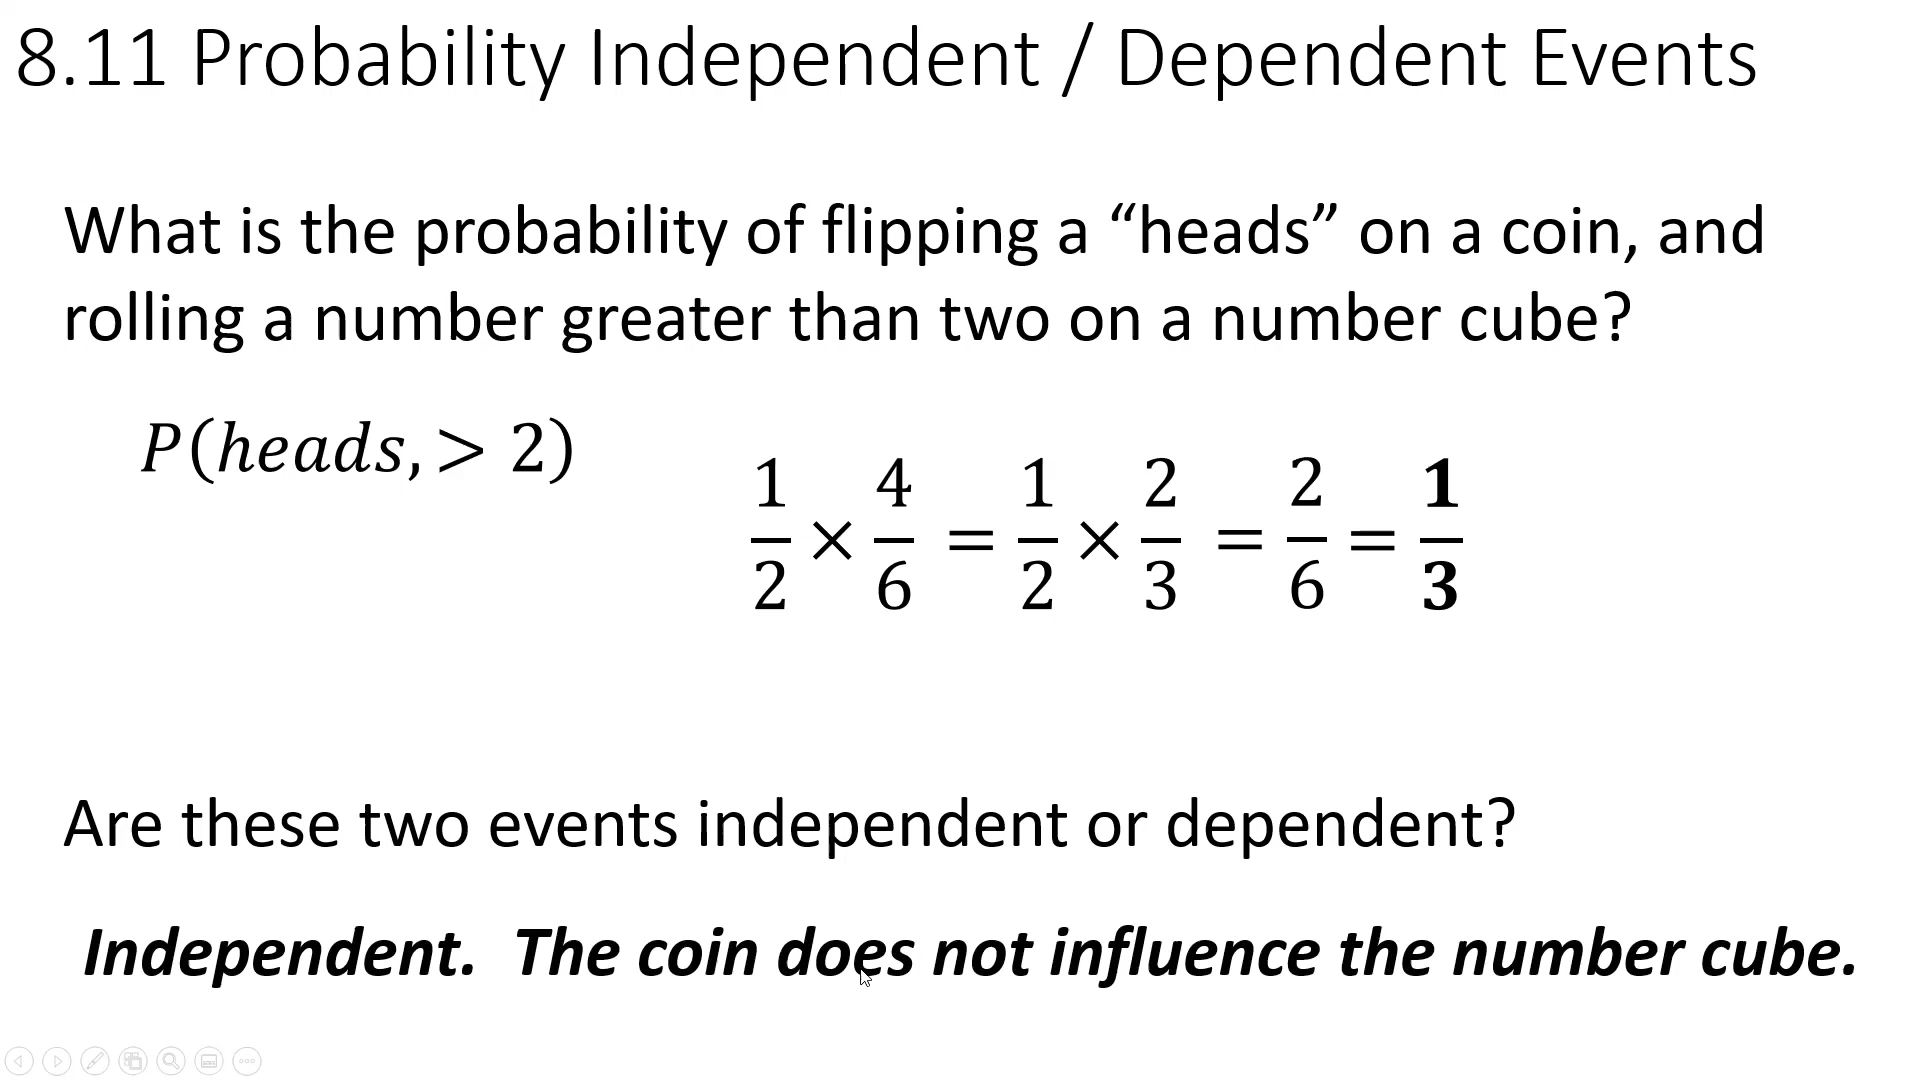 8.11 Probability Independent / Dependent Events
What is the probability of flipping a “heads” on a coin, and
rolling a number greater than two on a number cube?
P(heads, > 2)
1/2 × 4/6 = 1/2 × 2/3 = 2/6 = 1/3
Are these two events independent or dependent?
Independent. The coin does not influence the number cube.